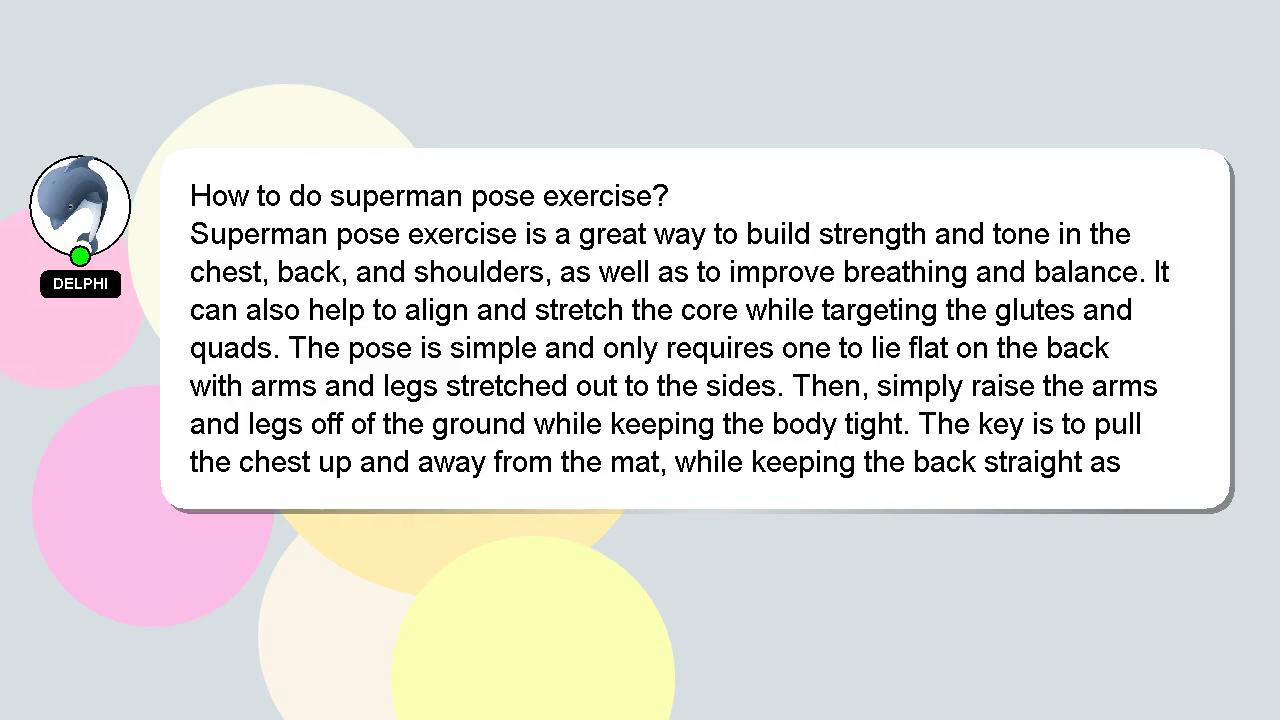 How to do superman pose exercise?
Superman pose exercise is a great way to build strength and tone in the
chest, back, and shoulders, as well as to improve breathing and balance. It
can also help to align and stretch the core while targeting the glutes and
quads. The pose is simple and only requires one to lie flat on the back
with arms and legs stretched out to the sides. Then, simply raise the arms
and legs off of the ground while keeping the body tight. The key is to pull
the chest up and away from the mat, while keeping the back straight as
DELPHI